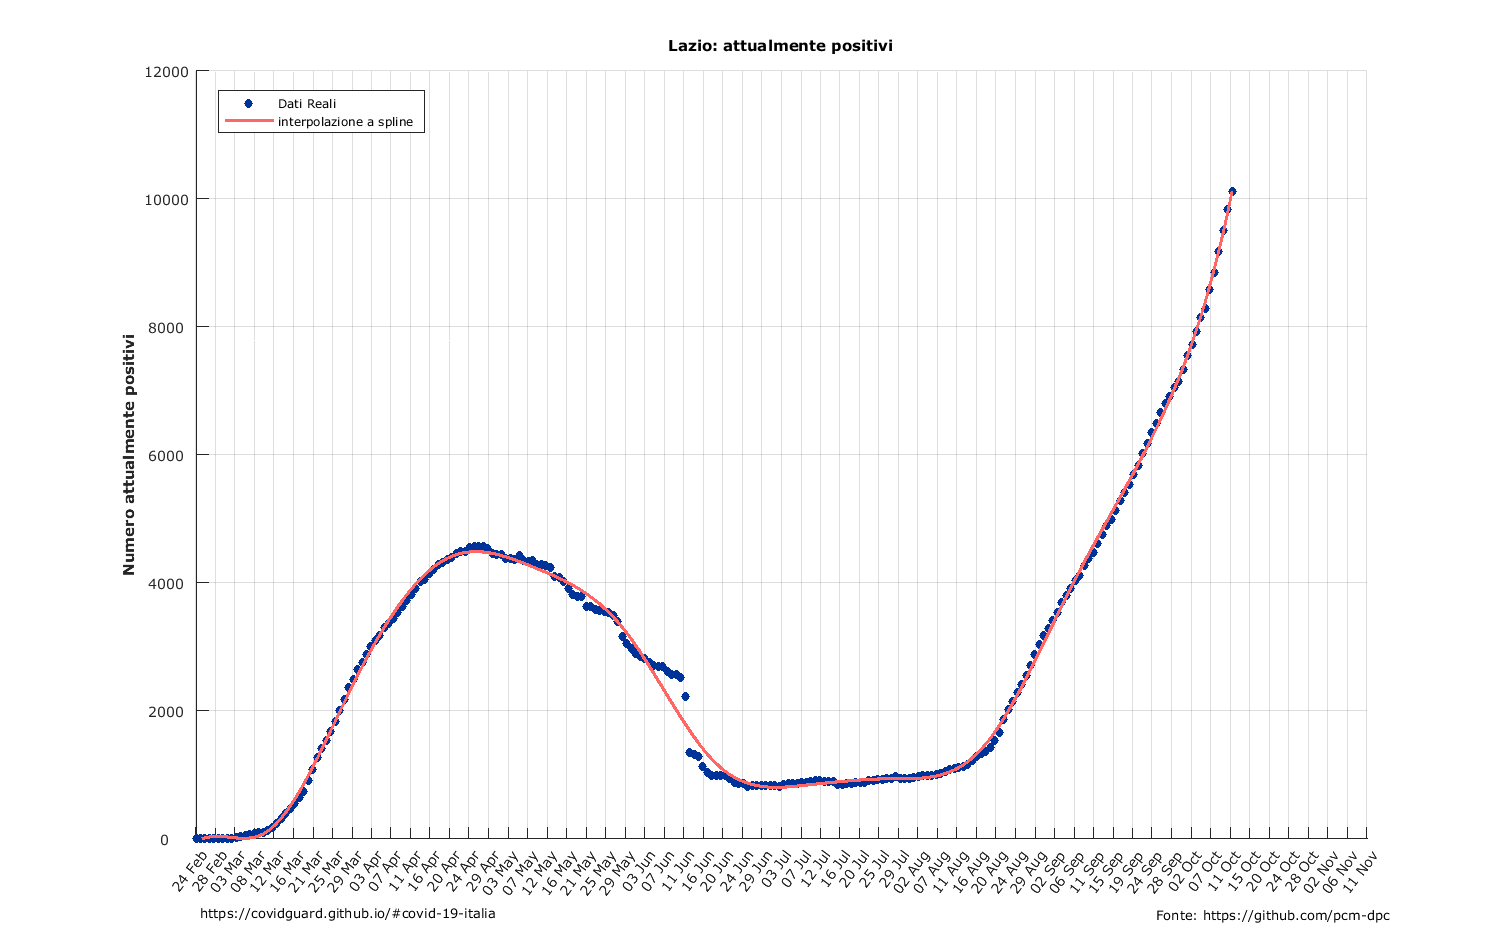 Lazio: attualmente positivi
12000
10000
8000
6000
4000
2000
0
Numero attualmente positivi
Dati Reali
interpolazione a spline
24 Feb
28 Feb
03 Mar
08 Mar
12 Mar
16 Mar
21 Mar
25 Mar
29 Mar
03 Apr
07 Apr
11 Apr
16 Apr
20 Apr
24 Apr
29 Apr
03 May
07 May
12 May
16 May
21 May
25 May
29 May
03 Jun
07 Jun
11 Jun
16 Jun
20 Jun
24 Jun
29 Jun
03 Jul
07 Jul
12 Jul
16 Jul
20 Jul
25 Jul
29 Jul
02 Aug
07 Aug
11 Aug
16 Aug
20 Aug
24 Aug
29 Aug
02 Sep
06 Sep
11 Sep
15 Sep
19 Sep
24 Sep
28 Sep
02 Oct
07 Oct
11 Oct
15 Oct
20 Oct
24 Oct
28 Oct
02 Nov
06 Nov
11 Nov
https://covidguard.github.io/#covid-19-italia
Fonte: https://github.com/pcm-dpc